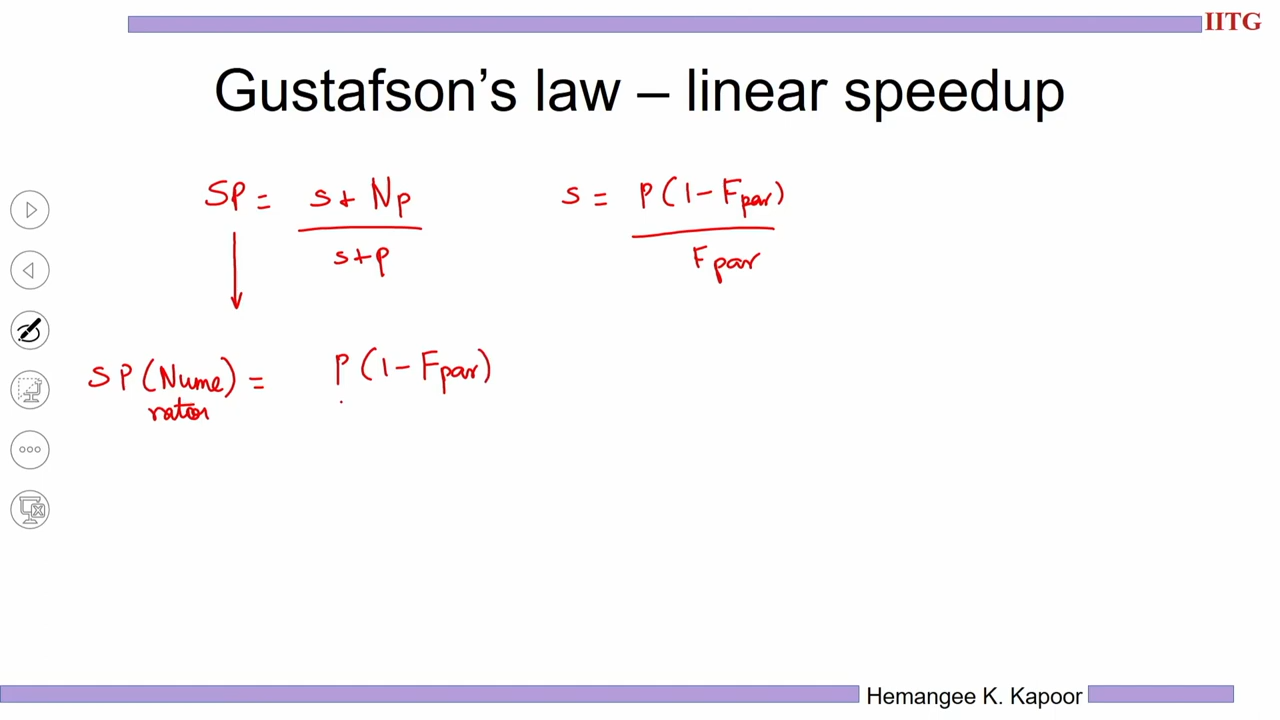 IITG
Gustafson's law – linear speedup
SP = s + Np s = p(1 - Fpar)
s+p Fpar
SP (Nume) = p(1 - Fpar)
rator
Hemangee K. Kapoor